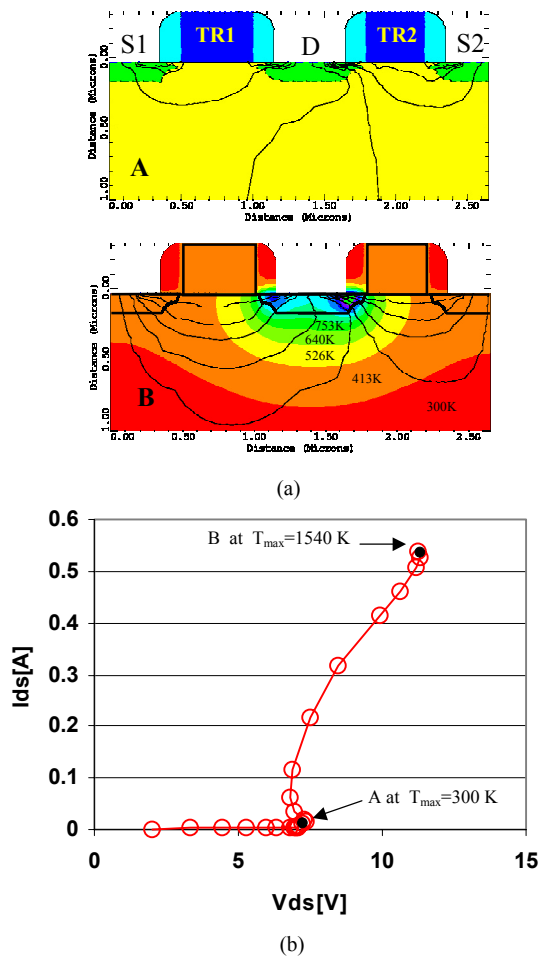 S1 TR1 D TR2 S2
Distance (Microns)
0.00
0.50
1.00
A
0.00 0.50 1.00 1.50 2.00 2.50
Distance (Microns)
Distance (Microns)
0.00
0.50
1.00
753K
640K
526K
413K
300K
B
0.00 0.50 1.00 1.50 2.00 2.50
Distance (Microns)
(a)
0.6
0.5
0.4
0.3
0.2
0.1
0
Ids[A]
B at Tmax=1540 K
A at Tmax=300 K
0 5 10 15
Vds[V]
(b)